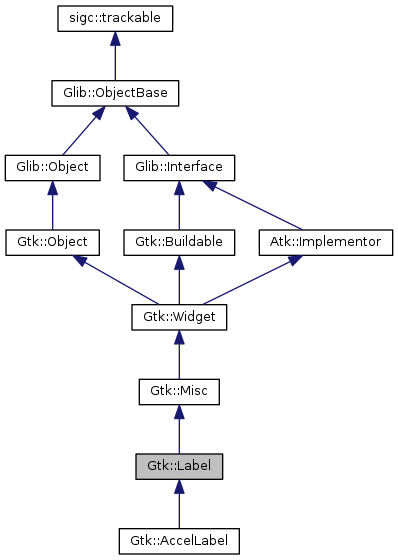 sigc::trackable
Glib::ObjectBase
Glib::Object
Glib::Interface
Gtk::Object
Gtk::Buildable
Atk::Implementor
Gtk::Widget
Gtk::Misc
Gtk::Label
Gtk::AccelLabel